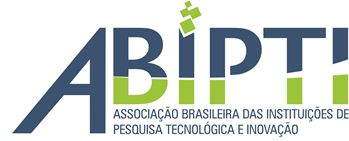 ABIPTI
ASSOCIAÇÃO BRASILEIRA DAS INSTITUIÇÕES DE
PESQUISA TECNOLÓGICA E INOVAÇÃO